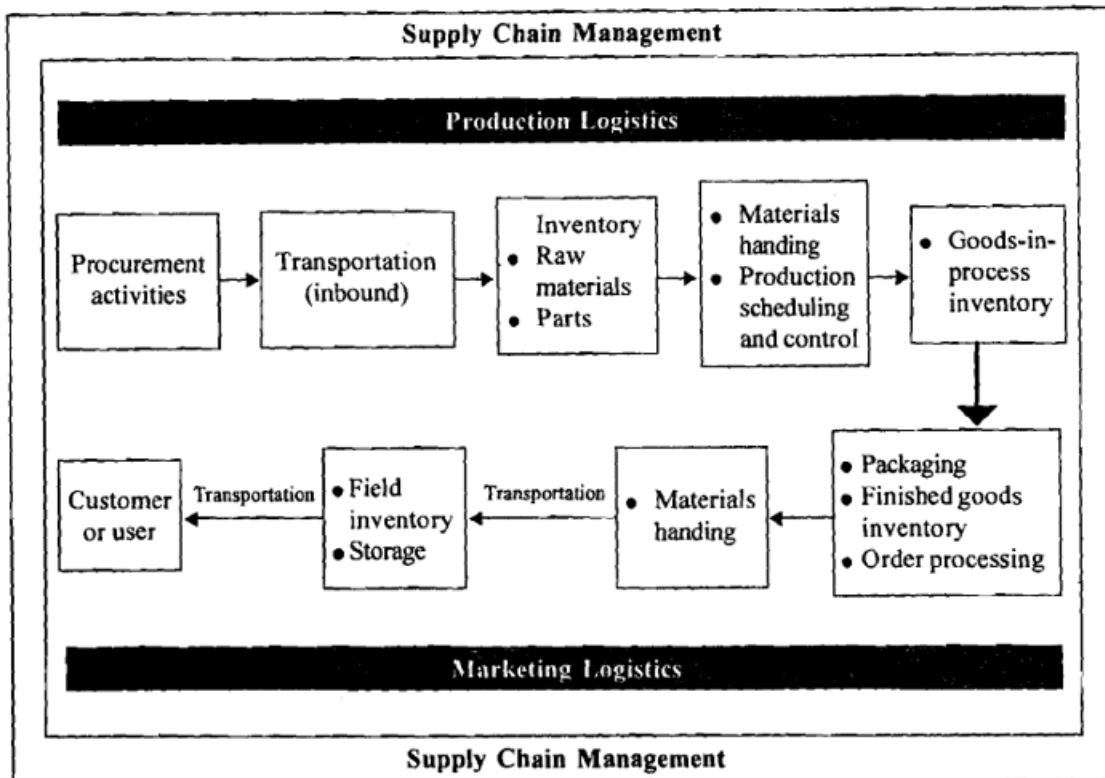 Supply Chain Management
Production Logistics
Procurement
activities
Transportation
(inbound)
Inventory
● Raw
materials
● Parts
● Materials
handing
● Production
scheduling
and control
● Goods-in-
process
inventory
● Packaging
● Finished goods
inventory
● Order processing
● Materials
handing
Transportation
● Field
inventory
● Storage
Transportation
Customer
or user
Marketing Logistics
Supply Chain Management